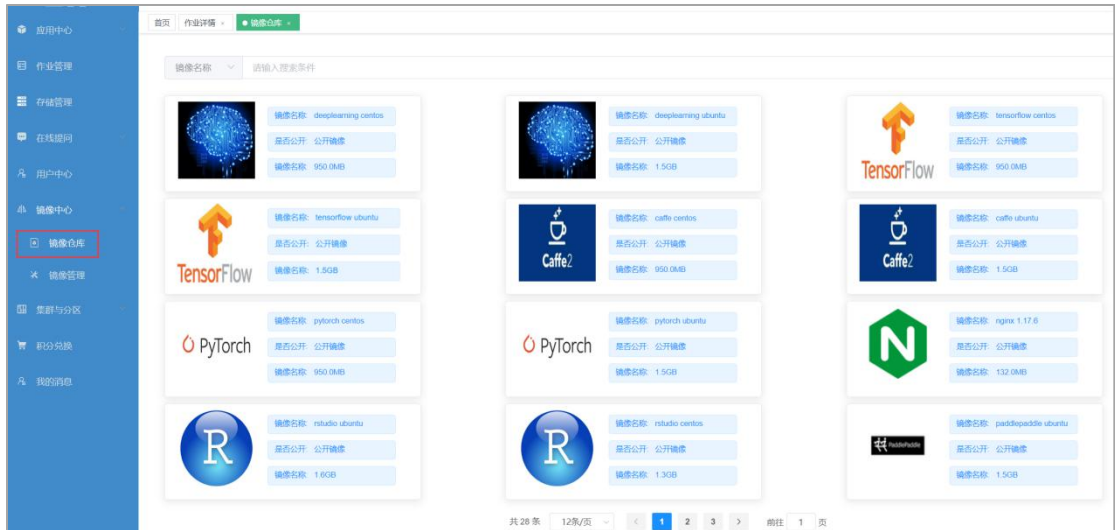 应用中心
作业管理
存储管理
在线提问
用户中心
镜像中心
镜像仓库
镜像管理
集群与分区
积分兑换
我的消息
首页 作业详情 × ● 镜像仓库 ×
镜像名称 请输入搜索条件
镜像名称: deeplearning centos
是否公开: 公开镜像
镜像名称: 950.0MB
镜像名称: deeplearning ubuntu
是否公开: 公开镜像
镜像名称: 1.5GB
TensorFlow
镜像名称: tensorflow centos
是否公开: 公开镜像
镜像名称: 950.0MB
TensorFlow
镜像名称: tensorflow ubuntu
是否公开: 公开镜像
镜像名称: 1.5GB
Caffe2
镜像名称: caffe centos
是否公开: 公开镜像
镜像名称: 950.0MB
Caffe2
镜像名称: caffe ubuntu
是否公开: 公开镜像
镜像名称: 1.5GB
PyTorch
镜像名称: pytorch centos
是否公开: 公开镜像
镜像名称: 950.0MB
PyTorch
镜像名称: pytorch ubuntu
是否公开: 公开镜像
镜像名称: 1.5GB
N
镜像名称: nginx 1.17.6
是否公开: 公开镜像
镜像名称: 132.0MB
R
镜像名称: rstudio ubuntu
是否公开: 公开镜像
镜像名称: 1.6GB
R
镜像名称: rstudio centos
是否公开: 公开镜像
镜像名称: 1.3GB
PaddlePaddle
镜像名称: paddlepaddle ubuntu
是否公开: 公开镜像
镜像名称: 1.5GB
共 28 条 12条/页 < 1 2 3 > 前往 1 页